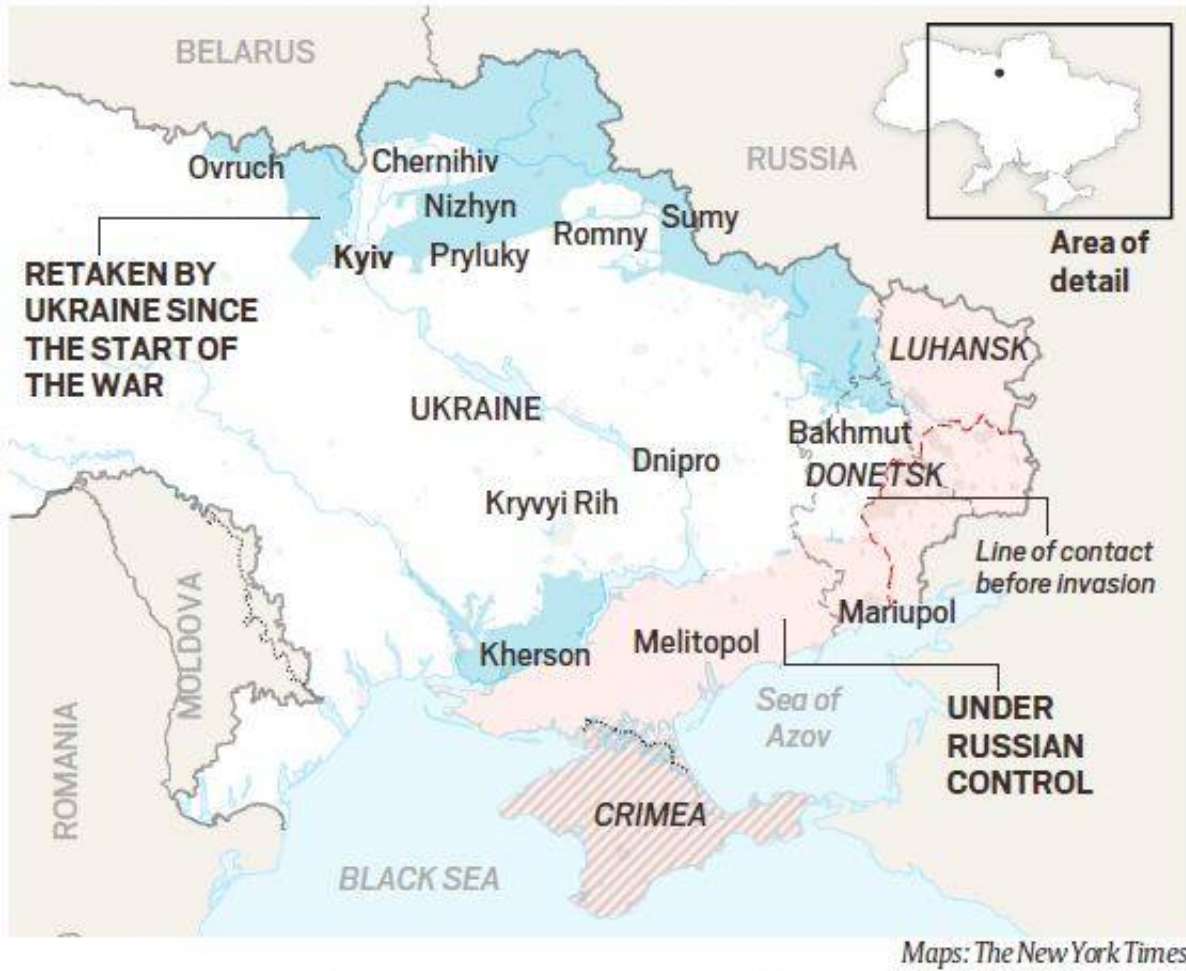 BELARUS
RUSSIA
Ovruch
Chernihiv
Nizhyn
Sumy
Romny
Kyiv
Pryluky
Area of
detail
RETAKEN BY
UKRAINE SINCE
THE START OF
THE WAR
LUHANSK
UKRAINE
Bakhmut
Dnipro
DONETSK
Kryvyi Rih
Line of contact
before invasion
MOLDOVA
Mariupol
Melitopol
Kherson
Sea of
Azov
UNDER
RUSSIAN
CONTROL
ROMANIA
CRIMEA
BLACK SEA
Maps: The New York Times